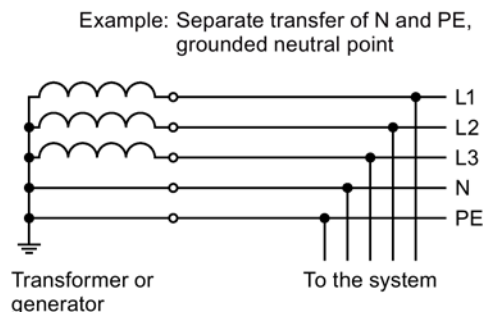 Example: Separate transfer of N and PE,
grounded neutral point
L1
L2
L3
N
PE
Transformer or
generator
To the system